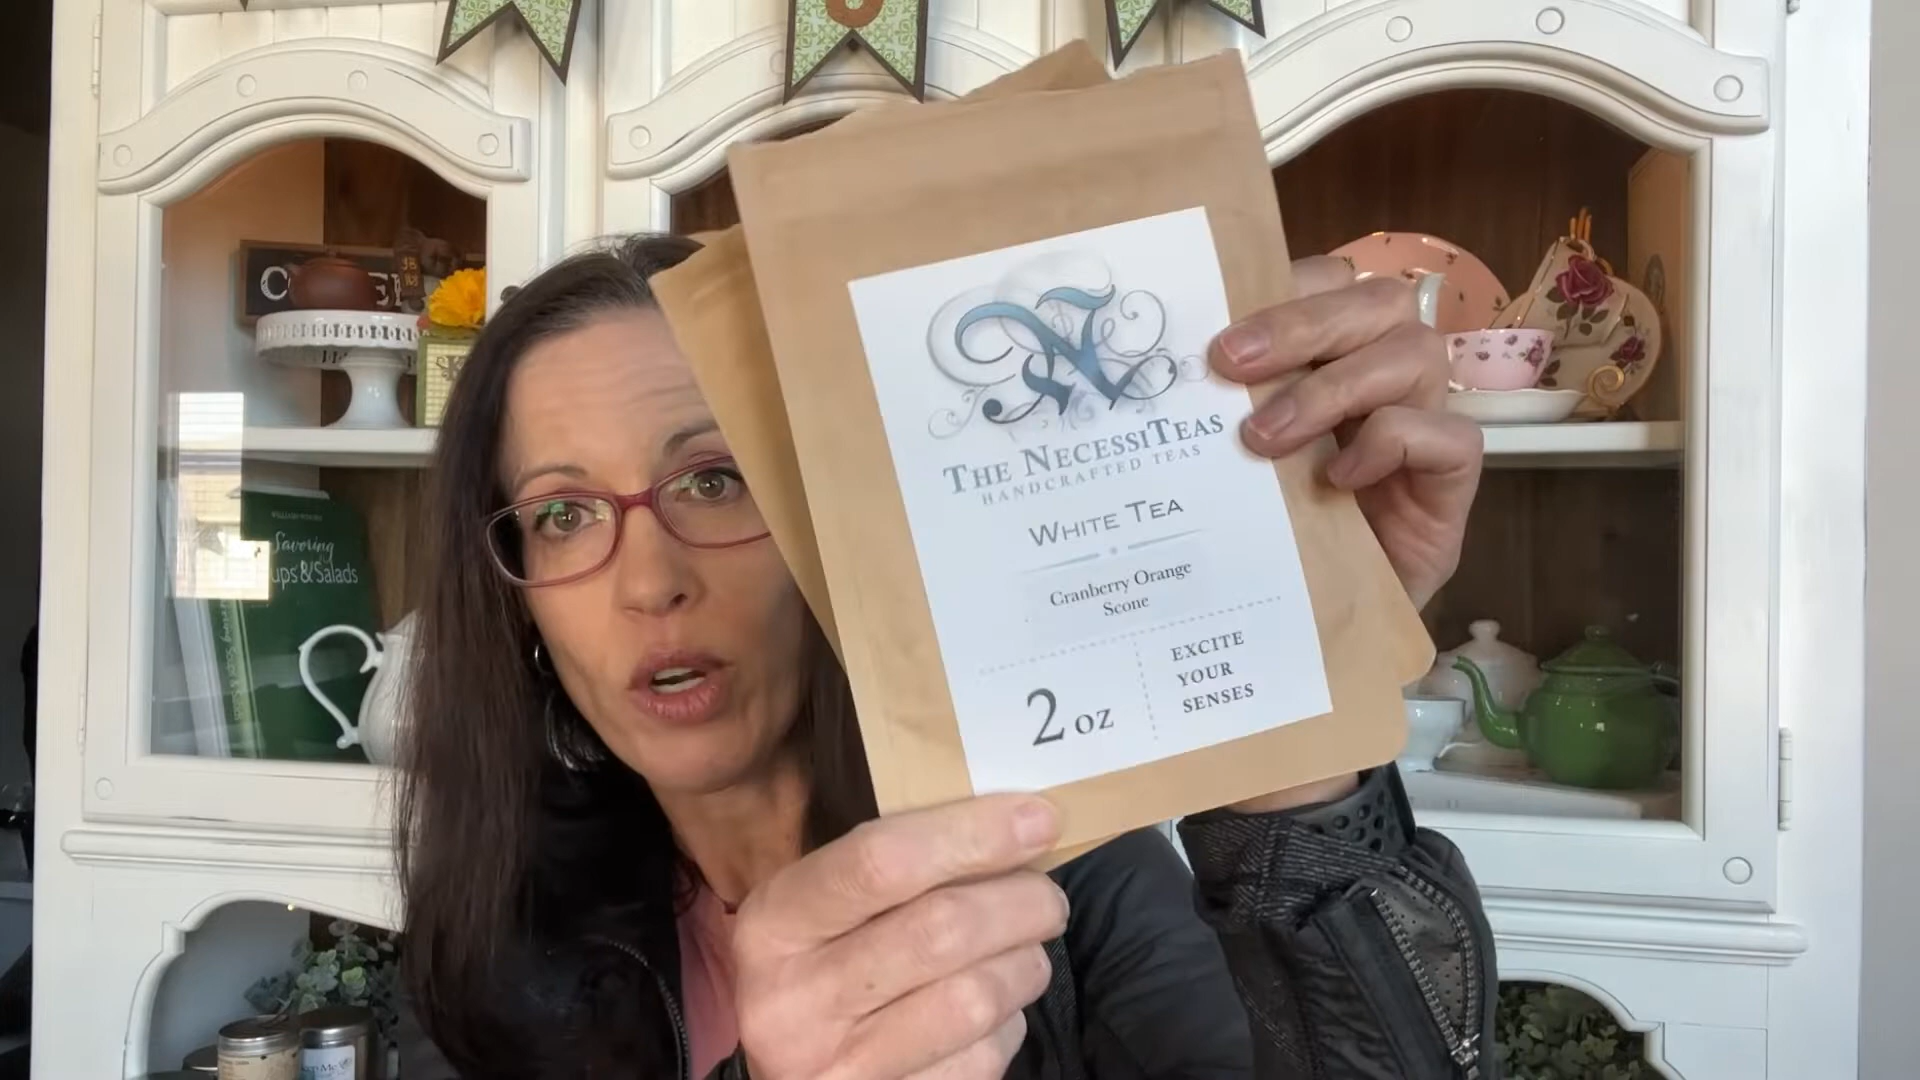 N
THE NECESSITEAS
HANDCRAFTED TEAS
WHITE TEA
Cranberry Orange
Scone
2 oz
EXCITE
YOUR
SENSES
Savoring
ups & Salads